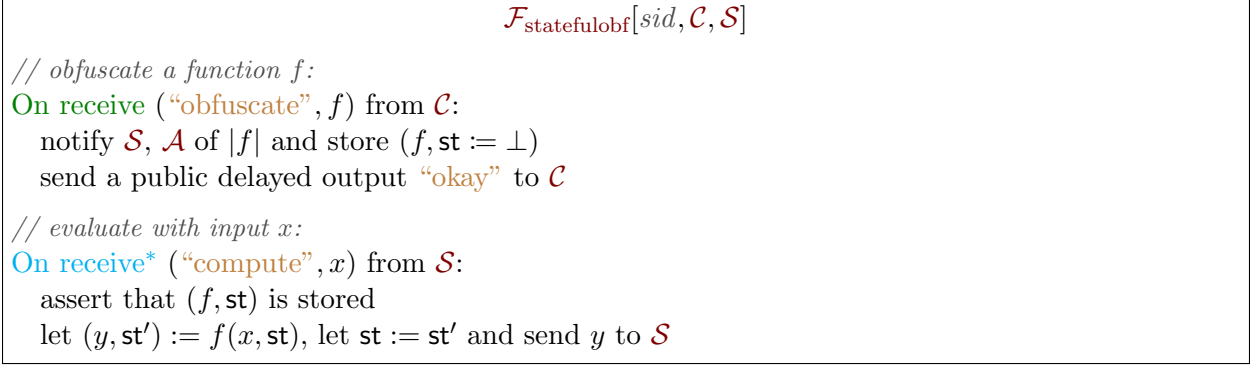 𝓕statefulobf[sid, 𝒞, 𝒮]
// obfuscate a function f:
On receive (“obfuscate”, f) from 𝒞:
notify 𝒮, 𝒜 of |f| and store (f, st := ⊥)
send a public delayed output “okay” to 𝒞
// evaluate with input x:
On receive* (“compute”, x) from 𝒮:
assert that (f, st) is stored
let (y, st′) := f(x, st), let st := st′ and send y to 𝒮